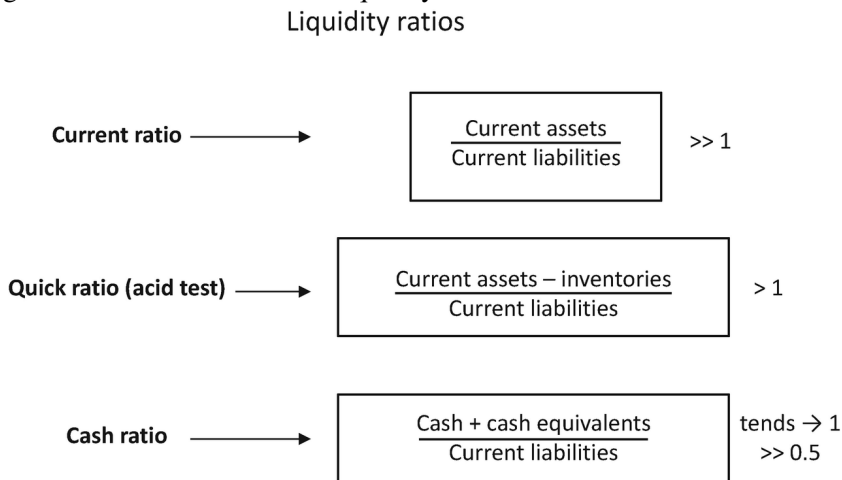 Liquidity ratios
Current ratio
Current assets
Current liabilities
>> 1
Quick ratio (acid test)
Current assets – inventories
Current liabilities
> 1
Cash ratio
Cash + cash equivalents
Current liabilities
tends → 1
>> 0.5